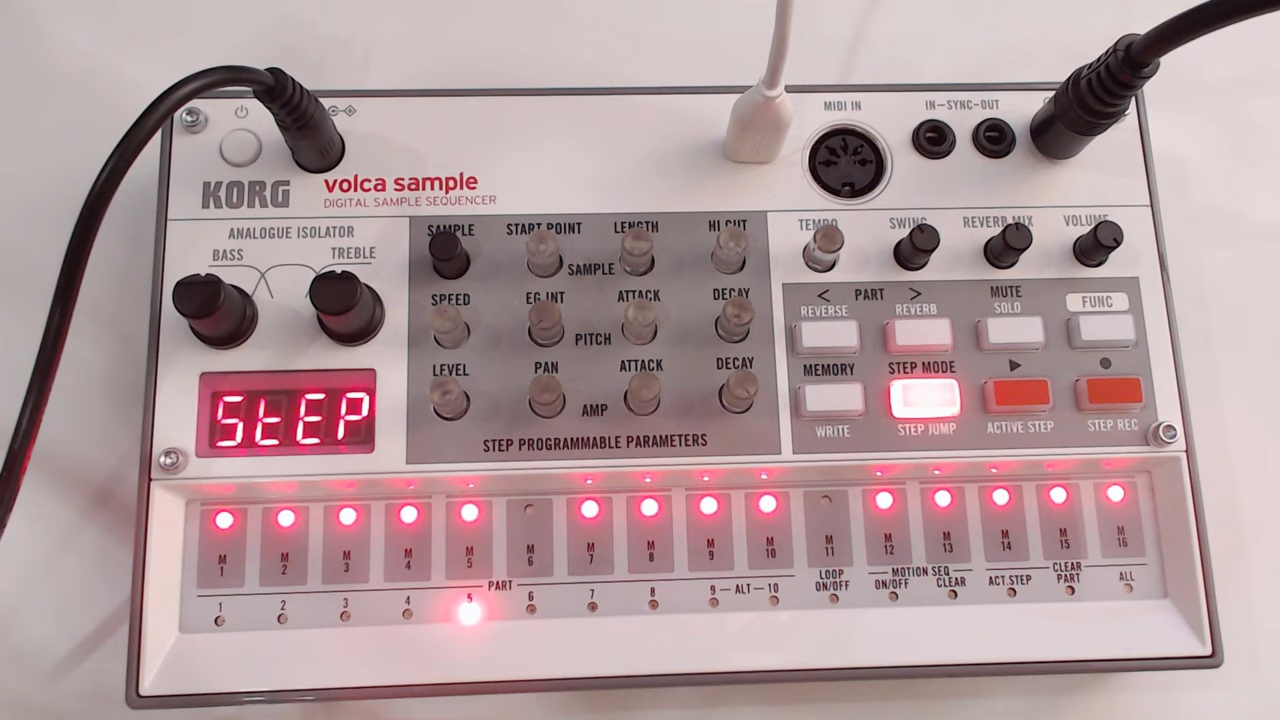 MIDI IN
IN–SYNC–OUT
KORG
volca sample
DIGITAL SAMPLE SEQUENCER
ANALOGUE ISOLATOR
BASS
TREBLE
SAMPLE
START POINT
LENGTH
HI CUT
SAMPLE
SPEED
EG INT
ATTACK
DECAY
PITCH
LEVEL
PAN
ATTACK
DECAY
AMP
STEP PROGRAMMABLE PARAMETERS
StEP
TEMPO
SWING
REVERB MIX
VOLUME
< PART >
REVERSE
REVERB
MUTE
SOLO
FUNC
MEMORY
STEP MODE
WRITE
STEP JUMP
ACTIVE STEP
STEP REC
M 1
M 2
M 3
M 4
M 5
M 6
M 7
M 8
M 9
M 10
M 11
M 12
M 13
M 14
M 15
M 16
PART
1
2
3
4
5
6
7
8
9 — ALT — 10
LOOP
ON/OFF
MOTION SEQ
ON/OFF
CLEAR
ACT.STEP
CLEAR
PART
ALL